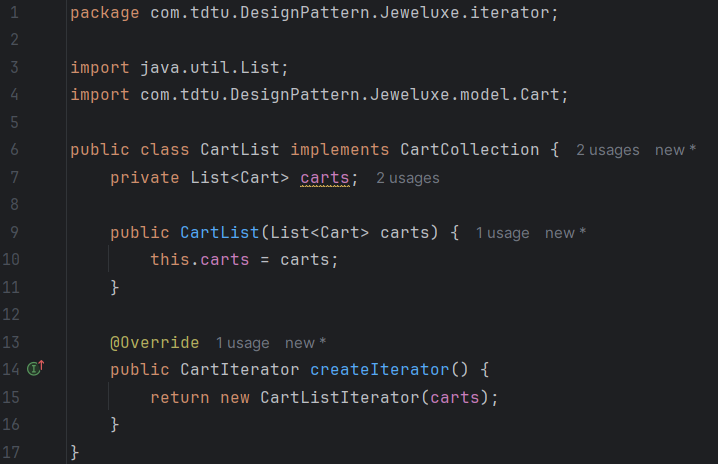 1 package com.tdtu.DesignPattern.Jeweluxe.iterator;
2
3 import java.util.List;
4 import com.tdtu.DesignPattern.Jeweluxe.model.Cart;
5
6 public class CartList implements CartCollection { 2 usages new *
7 private List<Cart> carts; 2 usages
8
9 public CartList(List<Cart> carts) { 1 usage new *
10 this.carts = carts;
11 }
12
13 @Override 1 usage new *
14 public CartIterator createIterator() {
15 return new CartListIterator(carts);
16 }
17 }